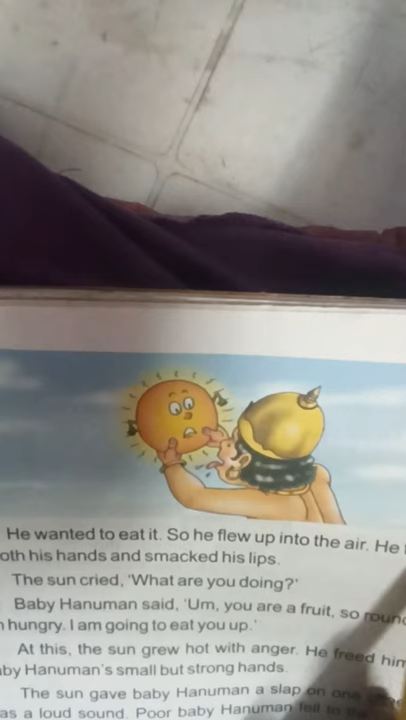 He wanted to eat it. So he flew up into the air. He
oth his hands and smacked his lips.
The sun cried, 'What are you doing?'
Baby Hanuman said, 'Um, you are a fruit, so roun
hungry. I am going to eat you up.'
At this, the sun grew hot with anger. He freed him
by Hanuman's small but strong hands.
The sun gave baby Hanuman a slap on one
as a loud sound. Poor baby Hanuman fell to